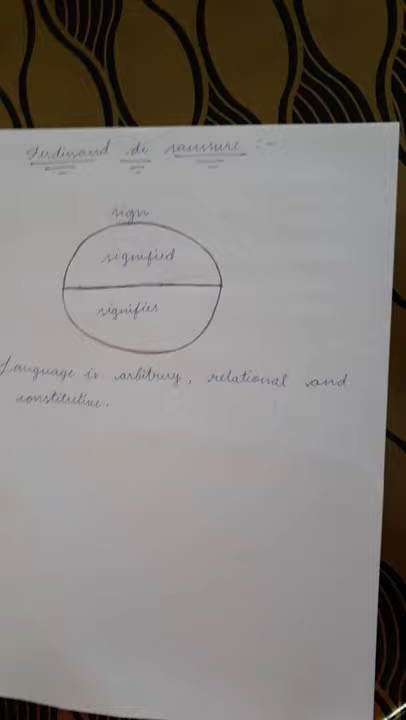 Ferdinand de saussure :-
sign
signified
signifier
Language is arbitrary, relational and
constitutive.